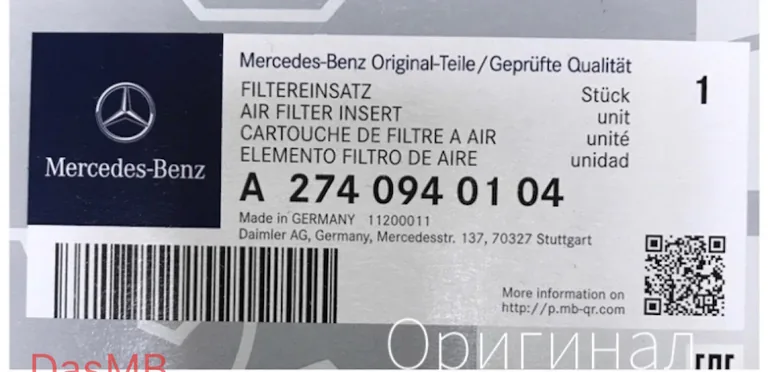 Mercedes-Benz Original-Teile/Geprüfte Qualität
FILTEREINSATZ Stück 1
AIR FILTER INSERT unit
CARTOUCHE DE FILTRE A AIR unité
ELEMENTO FILTRO DE AIRE unidad
Mercedes-Benz
A 274 094 01 04
Made in GERMANY 11200011
Daimler AG, Germany, Mercedesstr. 137, 70327 Stuttgart
More information on
http://p.mb-qr.com
Оригинал
DasMB